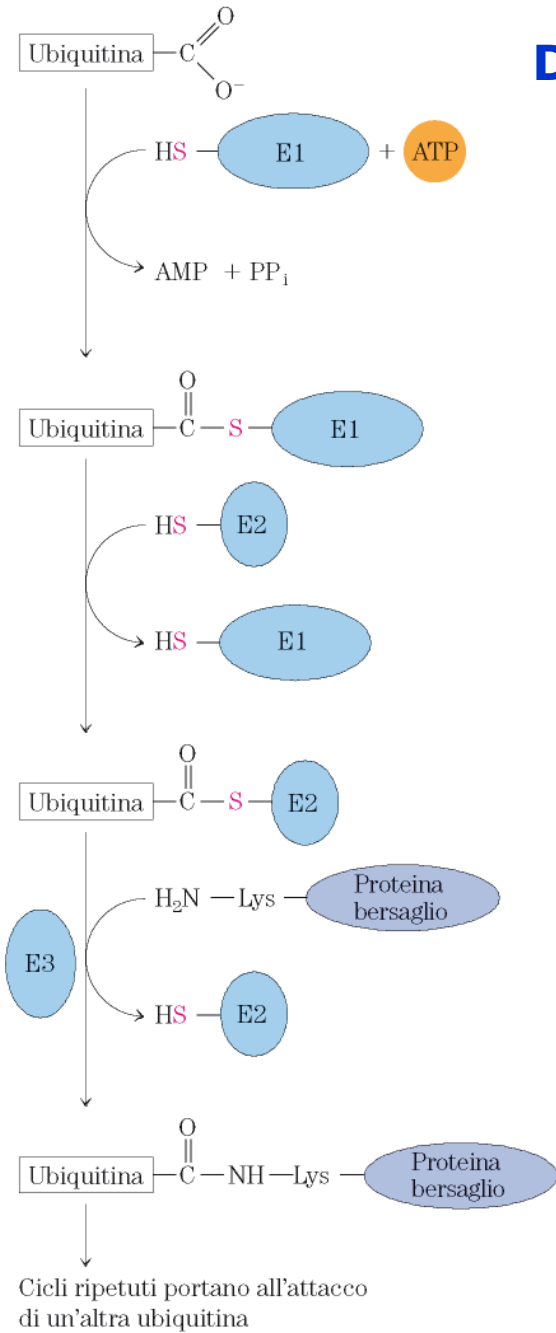 O
Ubiquitina — C
O⁻
D
HS — E1 + ATP
AMP + PPi
O
Ubiquitina — C — S — E1
HS — E2
HS — E1
O
Ubiquitina — C — S — E2
H2N — Lys — Proteina
bersaglio
E3
HS — E2
O
Ubiquitina — C — NH — Lys — Proteina
bersaglio
Cicli ripetuti portano all'attacco
di un'altra ubiquitina